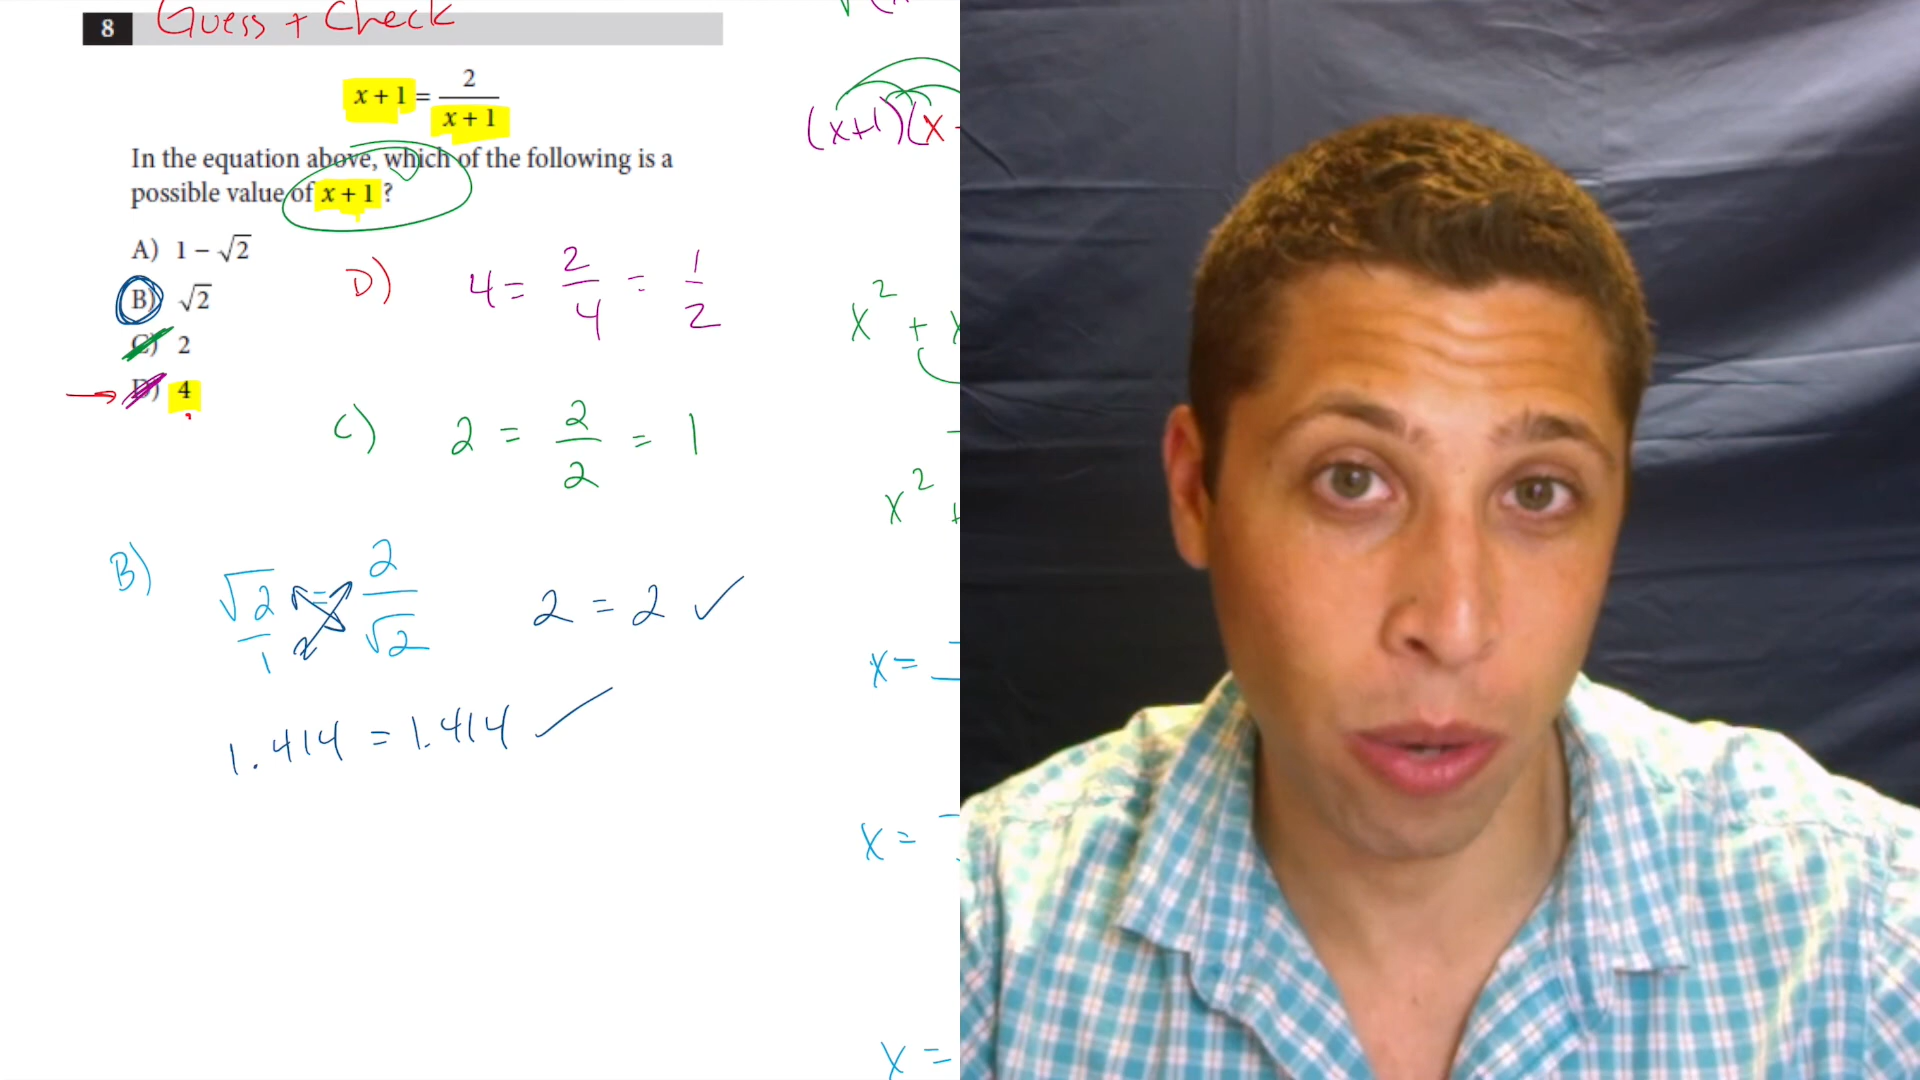 8 Guess + Check
x + 1 = 2 / x + 1
In the equation above, which of the following is a
possible value of x + 1 ?
A) 1 − √2
B) √2
C) 2
D) 4
D) 4 = 2/4 = 1/2
C) 2 = 2/2 = 1
B) √2/1 = 2/√2 2 = 2 ✓
1.414 = 1.414 ✓
(x+1)(x
x² +
x² +
x =
x =
x =